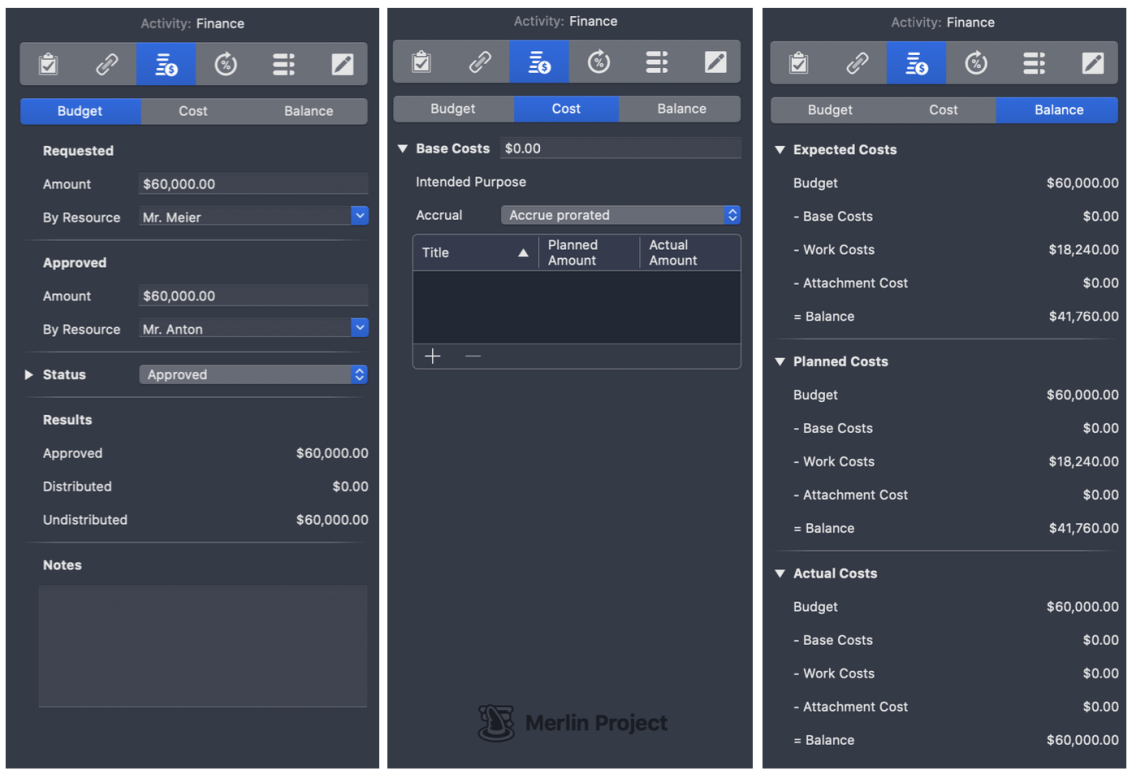 Activity: Finance
Budget Cost Balance
Requested
Amount $60,000.00
By Resource Mr. Meier
Approved
Amount $60,000.00
By Resource Mr. Anton
Status Approved
Results
Approved $60,000.00
Distributed $0.00
Undistributed $60,000.00
Notes
Activity: Finance
Budget Cost Balance
Base Costs $0.00
Intended Purpose
Accrual Accrue prorated
Title Planned Amount Actual Amount
Merlin Project
Activity: Finance
Budget Cost Balance
Expected Costs
Budget $60,000.00
- Base Costs $0.00
- Work Costs $18,240.00
- Attachment Cost $0.00
= Balance $41,760.00
Planned Costs
Budget $60,000.00
- Base Costs $0.00
- Work Costs $18,240.00
- Attachment Cost $0.00
= Balance $41,760.00
Actual Costs
Budget $60,000.00
- Base Costs $0.00
- Work Costs $0.00
- Attachment Cost $0.00
= Balance $60,000.00